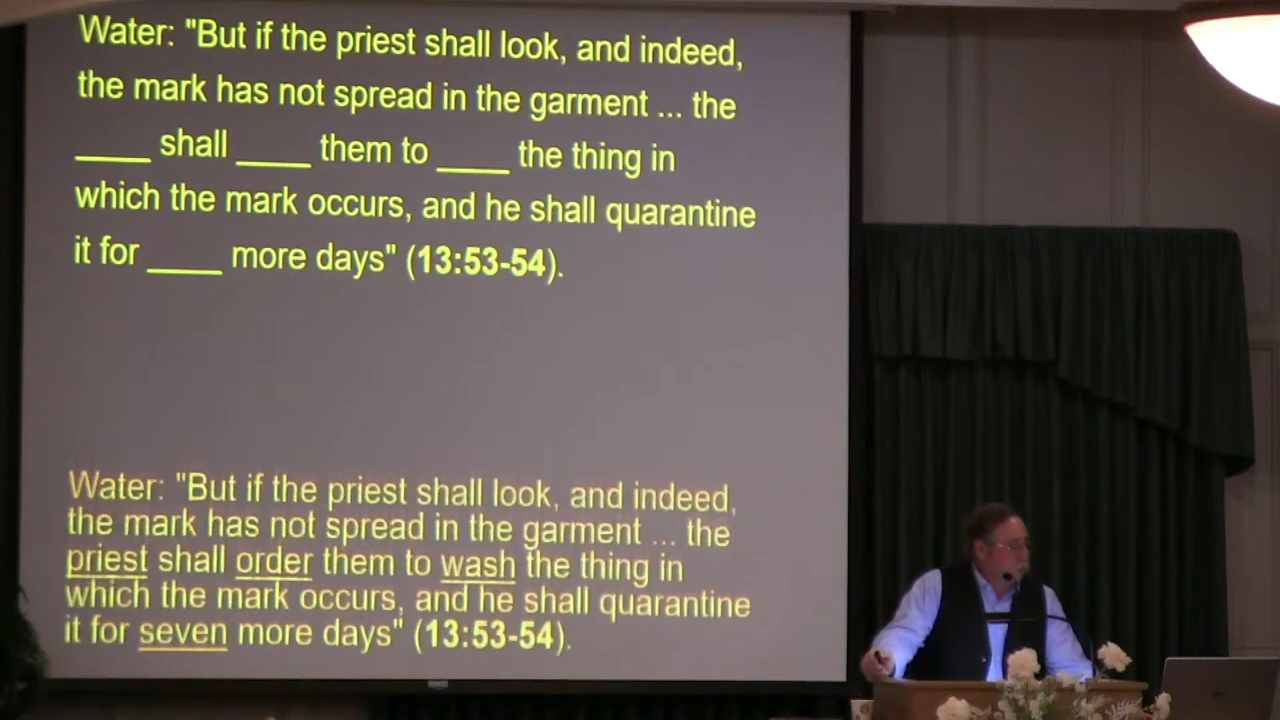 Water: "But if the priest shall look, and indeed,
the mark has not spread in the garment ... the
____ shall ____ them to ____ the thing in
which the mark occurs, and he shall quarantine
it for ____ more days" (13:53-54).
Water: "But if the priest shall look, and indeed,
the mark has not spread in the garment ... the
priest shall order them to wash the thing in
which the mark occurs, and he shall quarantine
it for seven more days" (13:53-54).